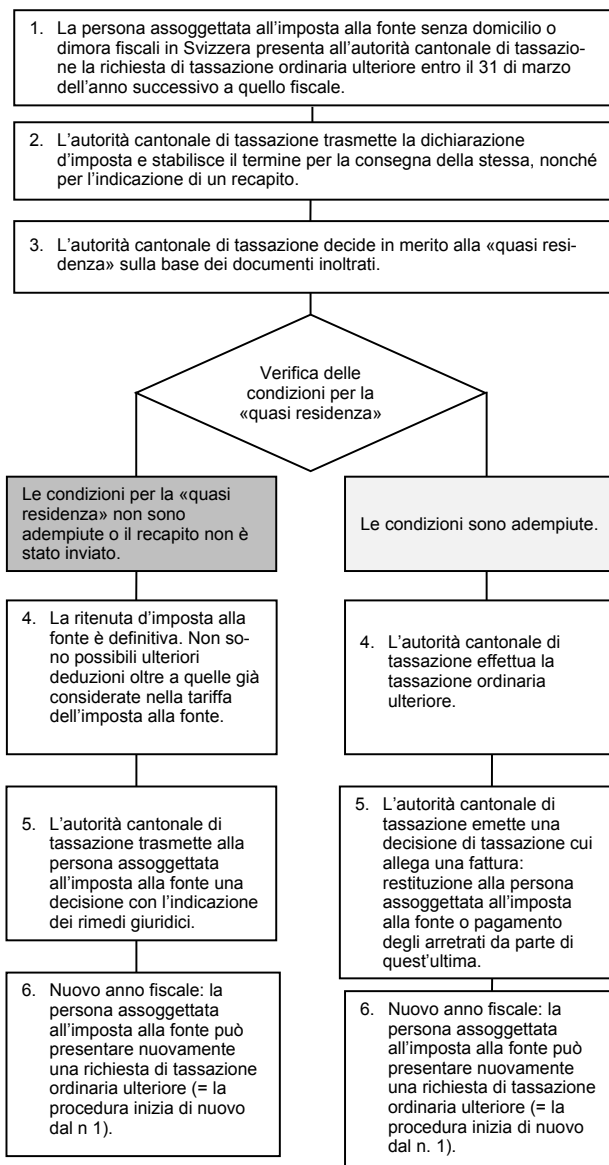 1. La persona assoggettata all'imposta alla fonte senza domicilio o
dimora fiscali in Svizzera presenta all'autorità cantonale di tassazio-
ne la richiesta di tassazione ordinaria ulteriore entro il 31 di marzo
dell'anno successivo a quello fiscale.
2. L'autorità cantonale di tassazione trasmette la dichiarazione
d'imposta e stabilisce il termine per la consegna della stessa, nonché
per l'indicazione di un recapito.
3. L'autorità cantonale di tassazione decide in merito alla «quasi resi-
denza» sulla base dei documenti inoltrati.
Verifica delle
condizioni per la
«quasi residenza»
Le condizioni per la «quasi
residenza» non sono
adempiute o il recapito non è
stato inviato.
4. La ritenuta d'imposta alla
fonte è definitiva. Non so-
no possibili ulteriori
deduzioni oltre a quelle già
considerate nella tariffa
dell'imposta alla fonte.
5. L'autorità cantonale di
tassazione trasmette alla
persona assoggettata
all'imposta alla fonte una
decisione con l'indicazione
dei rimedi giuridici.
6. Nuovo anno fiscale: la
persona assoggettata
all'imposta alla fonte può
presentare nuovamente
una richiesta di tassazione
ordinaria ulteriore (= la
procedura inizia di nuovo
dal n 1).
Le condizioni sono adempiute.
4. L'autorità cantonale di
tassazione effettua la
tassazione ordinaria
ulteriore.
5. L'autorità cantonale di
tassazione emette una
decisione di tassazione cui
allega una fattura:
restituzione alla persona
assoggettata all'imposta
alla fonte o pagamento
degli arretrati da parte di
quest'ultima.
6. Nuovo anno fiscale: la
persona assoggettata
all'imposta alla fonte può
presentare nuovamente
una richiesta di tassazione
ordinaria ulteriore (= la
procedura inizia di nuovo
dal n. 1).